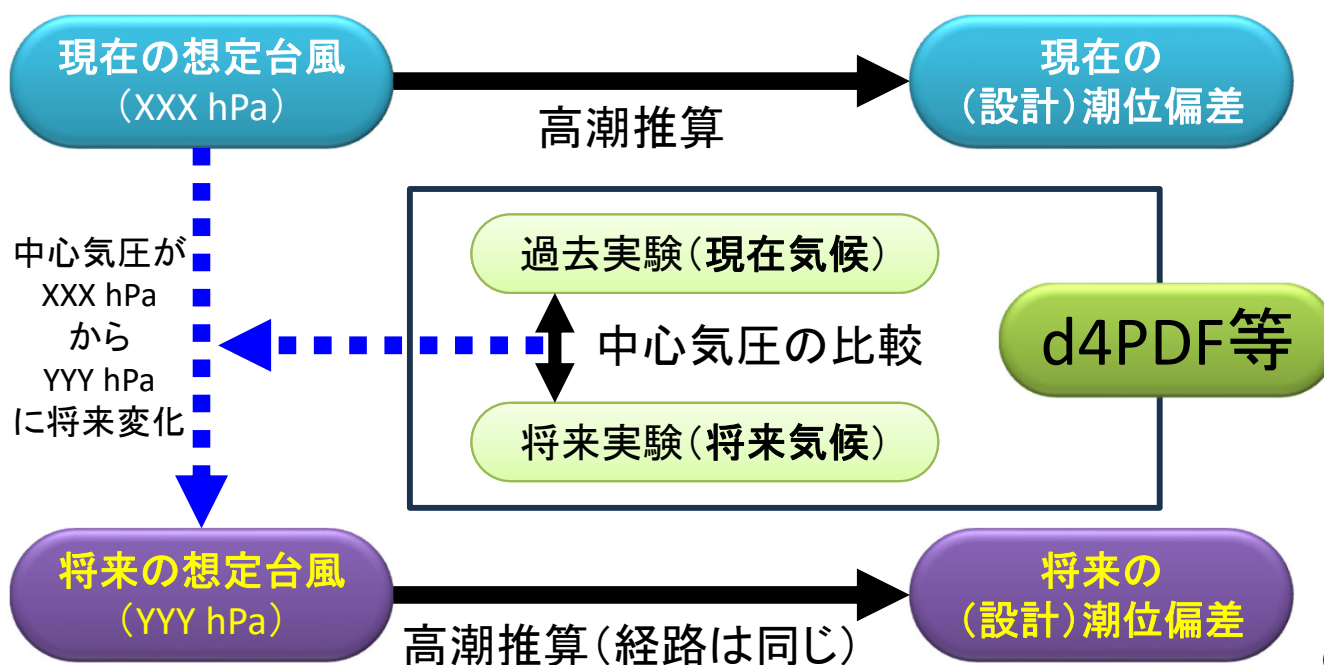 現在の想定台風
（XXX hPa）
高潮推算
現在の
（設計）潮位偏差
中心気圧が
XXX hPa
から
YYY hPa
に将来変化
過去実験（現在気候）
中心気圧の比較
将来実験（将来気候）
d4PDF等
将来の想定台風
（YYY hPa）
高潮推算（経路は同じ）
将来の
（設計）潮位偏差